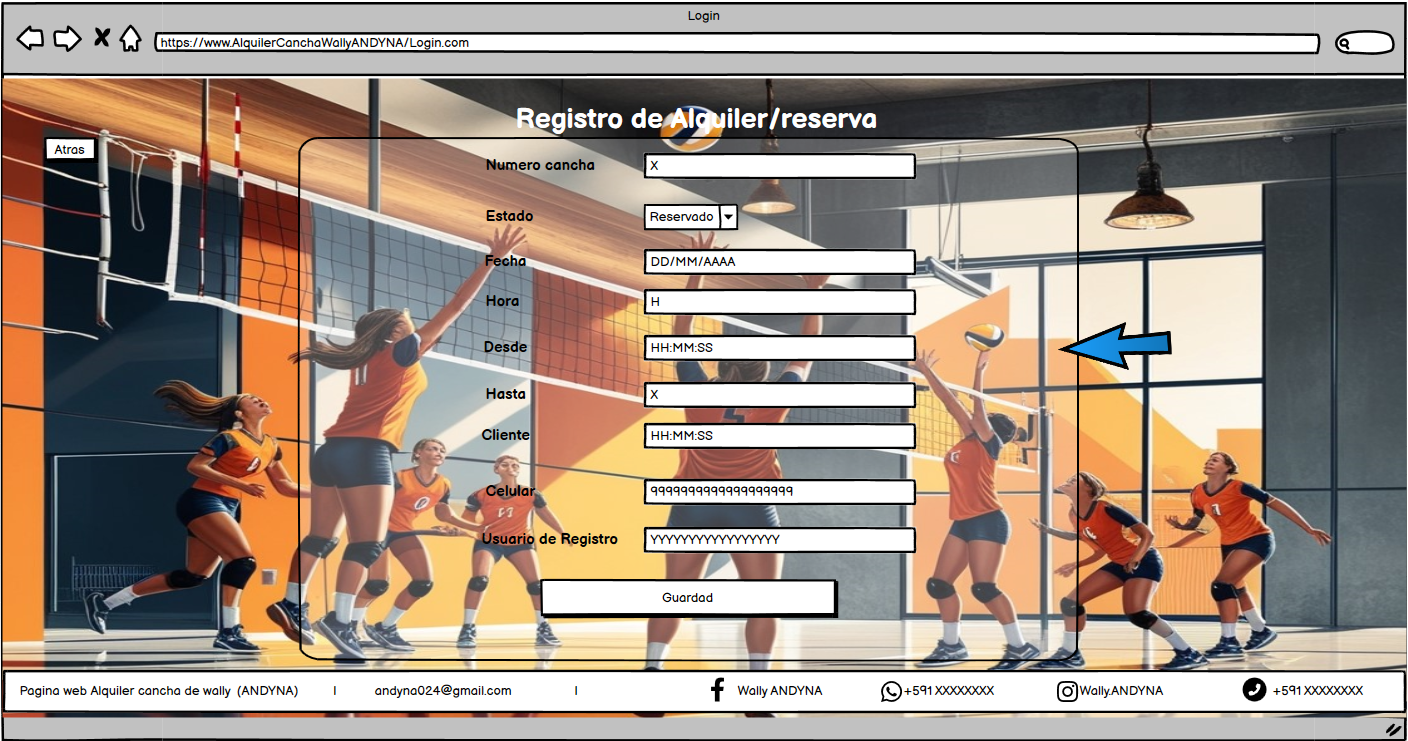 Login
https://www.AlquilerCanchaWallyANDYNA/Login.com
Registro de Alquiler/reserva
Atras
Numero cancha X
Estado Reservado
Fecha DD/MM/AAAA
Hora H
Desde HH:MM:SS
Hasta X
Cliente HH:MM:SS
Celular 9999999999999999999
Usuario de Registro YYYYYYYYYYYYYYYYY
Guardad
Pagina web Alquiler cancha de wally (ANDYNA) | andyna024@gmail.com | Wally ANDYNA +591 XXXXXXXX Wally.ANDYNA +591 XXXXXXXX